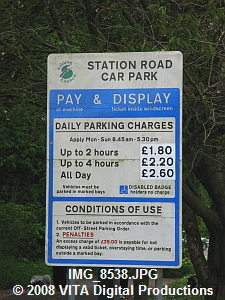 STATION ROAD
CAR PARK
PAY & DISPLAY
at machine ticket inside windscreen
DAILY PARKING CHARGES
Apply Mon - Sun 8.45am - 5.30pm
Up to 2 hours £1.80
Up to 4 hours £2.20
All Day £2.60
Vehicles must be
parked in marked bays
DISABLED BADGE
holders no charge
CONDITIONS OF USE
1. Vehicles to be parked in accordance with the
current Off-Street Parking Order.
2. PENALTIES
An excess charge of is payable for not
displaying a valid ticket, overstaying time, or parking
outside a marked bay.
IMG_8538.JPG
© 2008 VITA Digital Productions